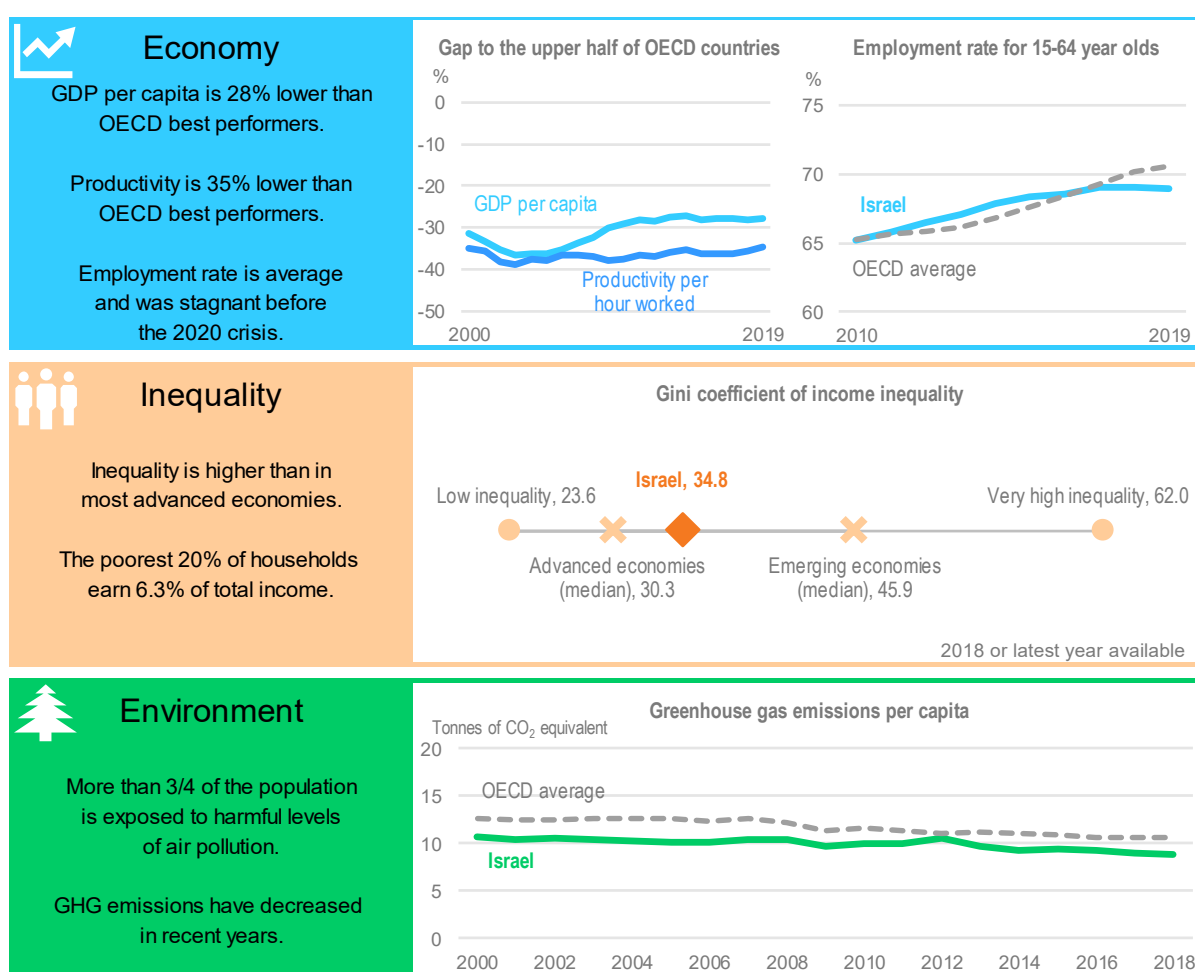 Economy
GDP per capita is 28% lower than
OECD best performers.
Productivity is 35% lower than
OECD best performers.
Employment rate is average
and was stagnant before
the 2020 crisis.
Gap to the upper half of OECD countries
%
0
-10
-20
-30
-40
-50
GDP per capita
Productivity per
hour worked
2000
2019
Employment rate for 15-64 year olds
%
75
70
65
60
Israel
OECD average
2010
2019
Inequality
Inequality is higher than in
most advanced economies.
The poorest 20% of households
earn 6.3% of total income.
Gini coefficient of income inequality
Israel, 34.8
Low inequality, 23.6
Very high inequality, 62.0
Advanced economies
(median), 30.3
Emerging economies
(median), 45.9
2018 or latest year available
Environment
More than 3/4 of the population
is exposed to harmful levels
of air pollution.
GHG emissions have decreased
in recent years.
Greenhouse gas emissions per capita
Tonnes of CO₂ equivalent
20
15
10
5
0
OECD average
Israel
2000 2002 2004 2006 2008 2010 2012 2014 2016 2018